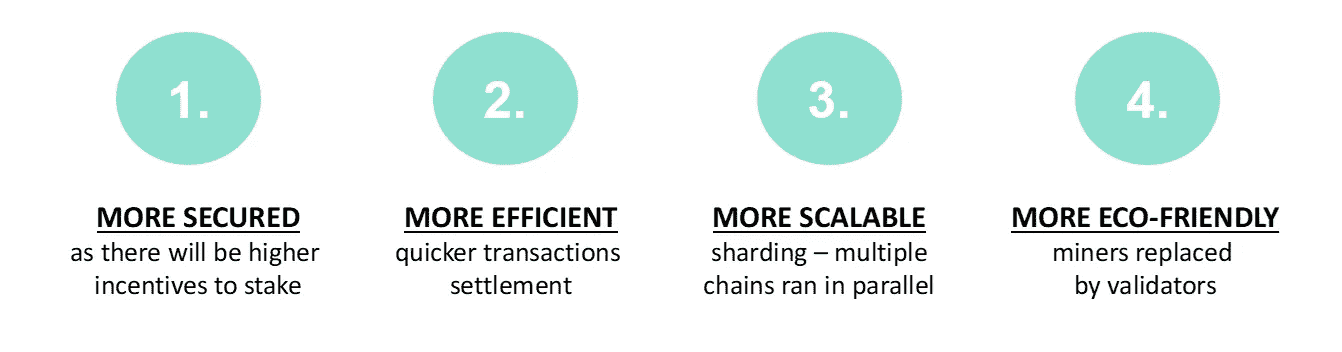 1.
MORE SECURED
as there will be higher
incentives to stake
2.
MORE EFFICIENT
quicker transactions
settlement
3.
MORE SCALABLE
sharding – multiple
chains ran in parallel
4.
MORE ECO-FRIENDLY
miners replaced
by validators